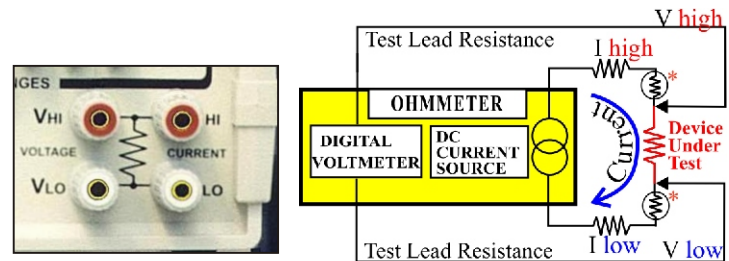 NGES
VHI
HI
VOLTAGE
CURRENT
VLO
LO
V high
Test Lead Resistance
I high
*
OHMMETER
DIGITAL
VOLTMETER
DC
CURRENT
SOURCE
Current
Device
Under
Test
*
I low
Test Lead Resistance
V low